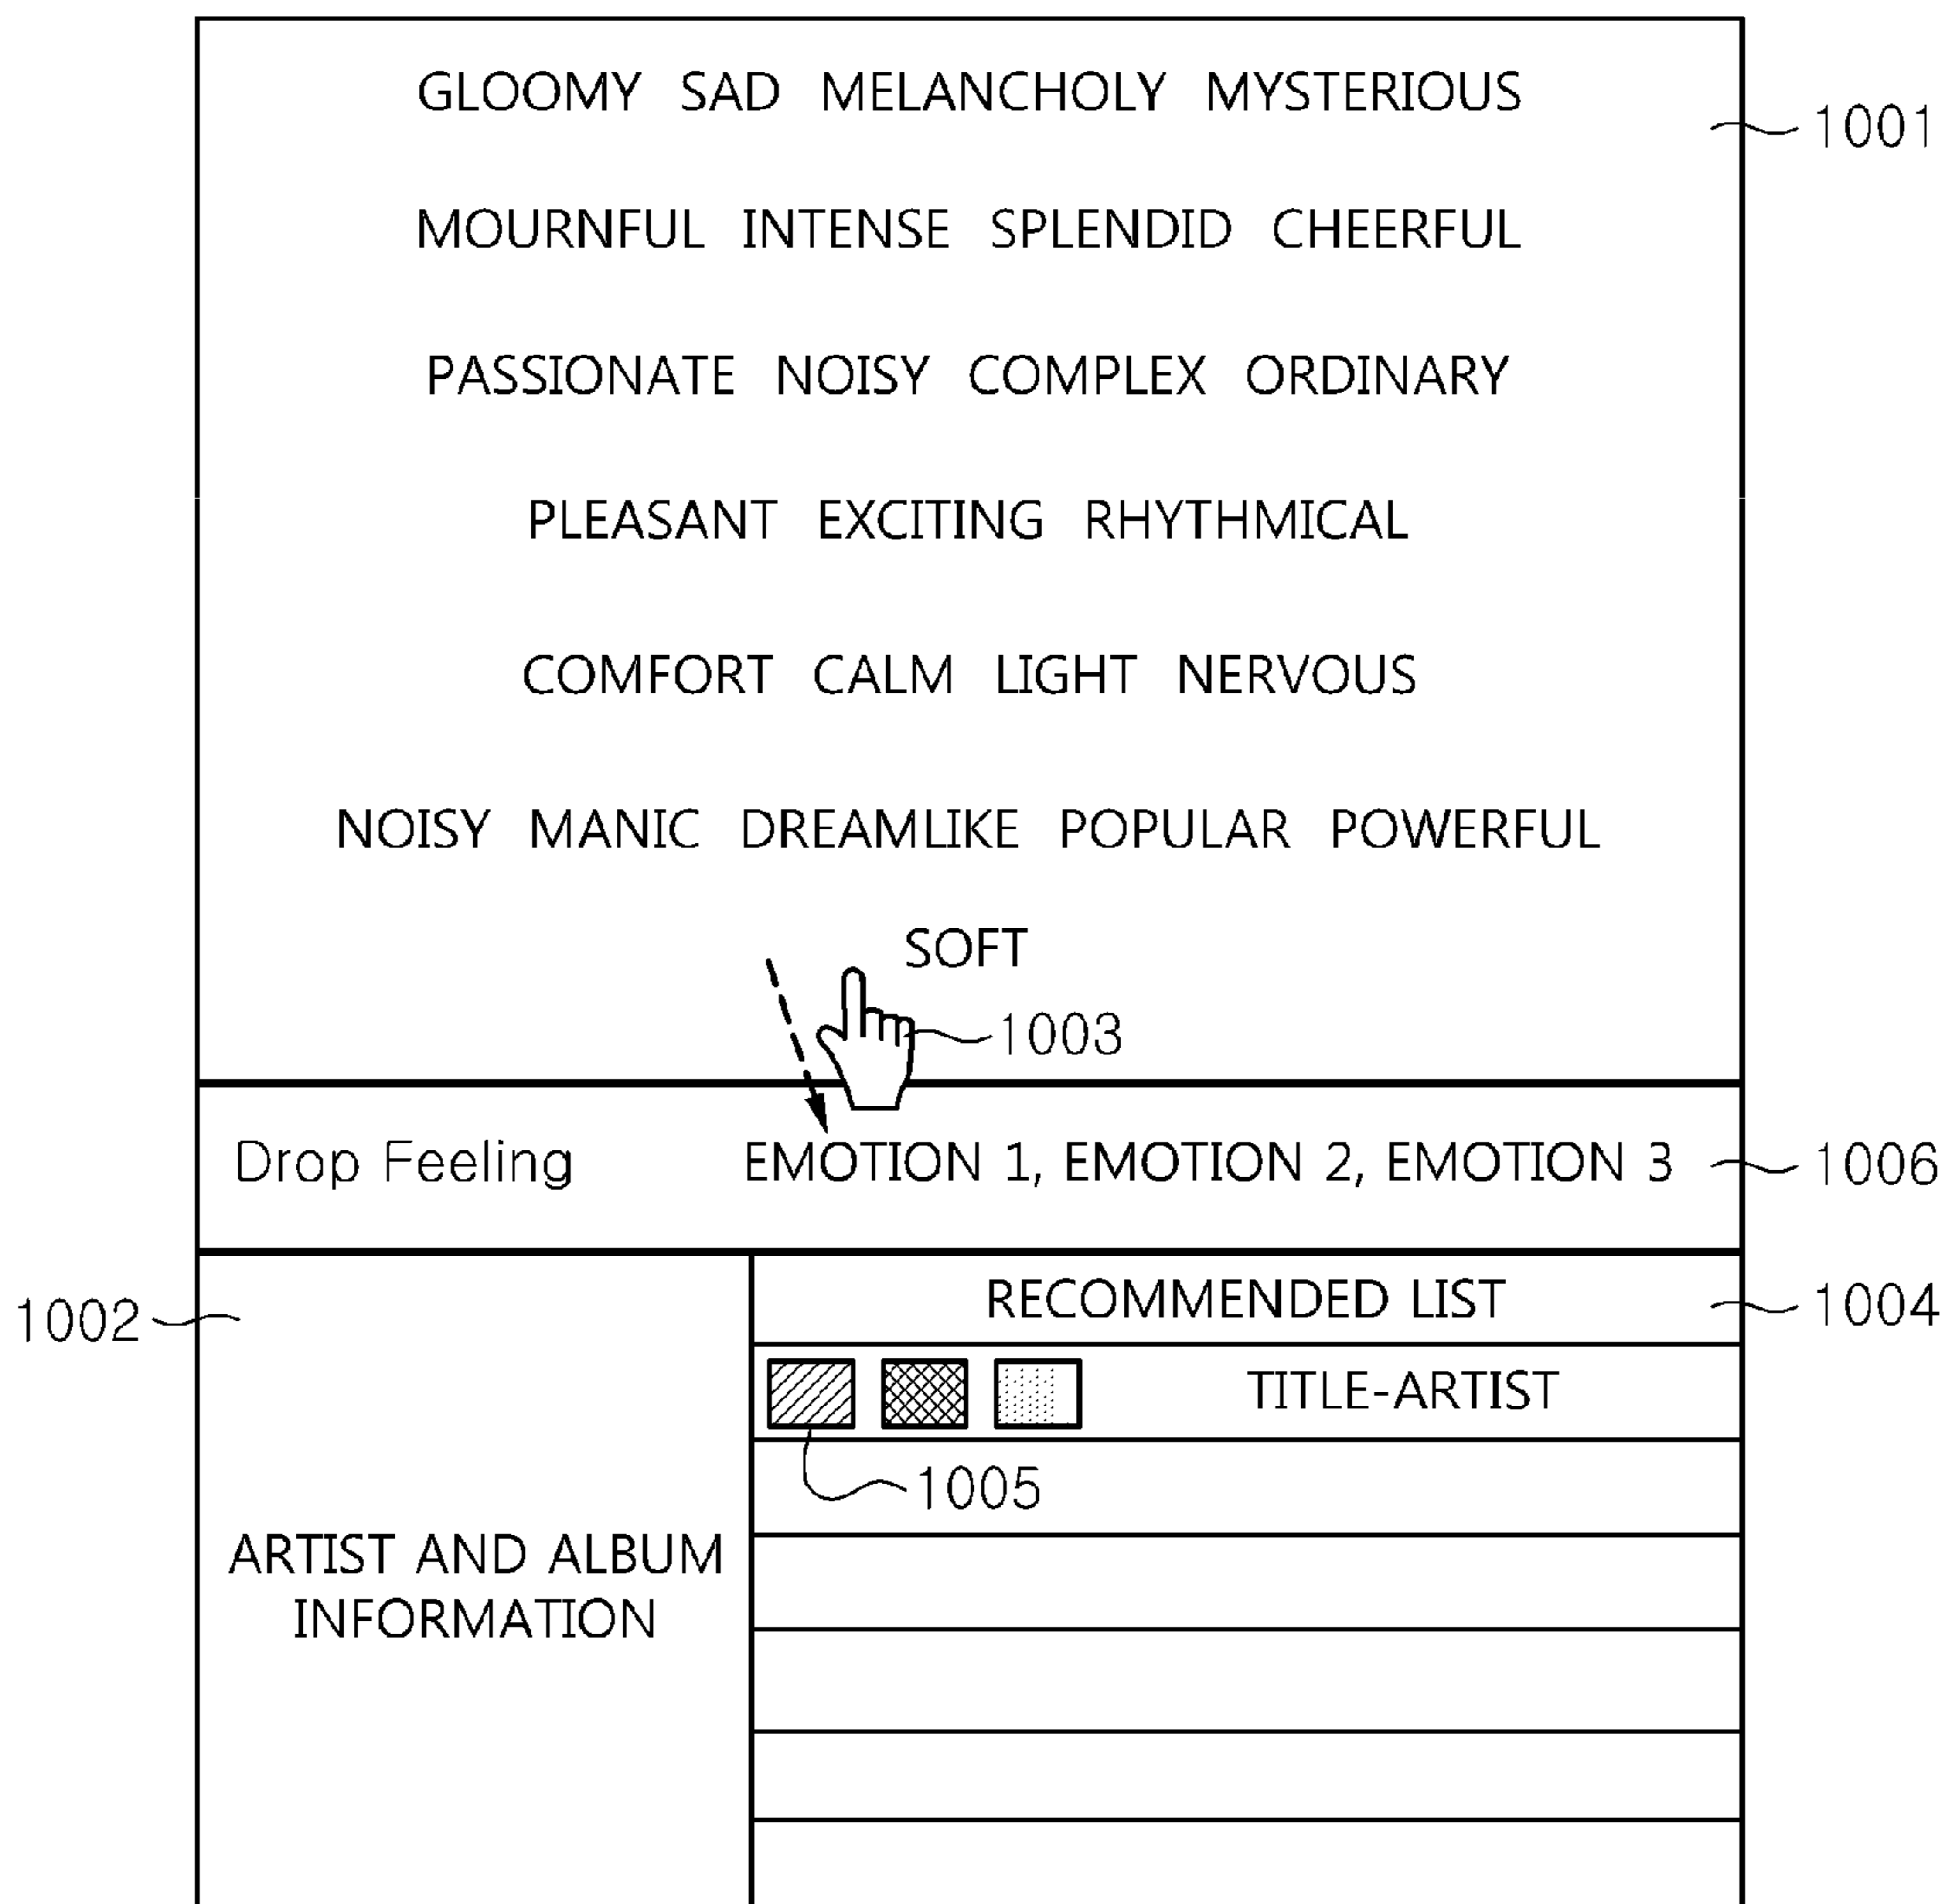 GLOOMY SAD MELANCHOLY MYSTERIOUS
1001
MOURNFUL INTENSE SPLENDID CHEERFUL
PASSIONATE NOISY COMPLEX ORDINARY
PLEASANT EXCITING RHYTHMICAL
COMFORT CALM LIGHT NERVOUS
NOISY MANIC DREAMLIKE POPULAR POWERFUL
SOFT
1003
Drop Feeling EMOTION 1, EMOTION 2, EMOTION 3 1006
1002
RECOMMENDED LIST 1004
TITLE-ARTIST
1005
ARTIST AND ALBUM
INFORMATION